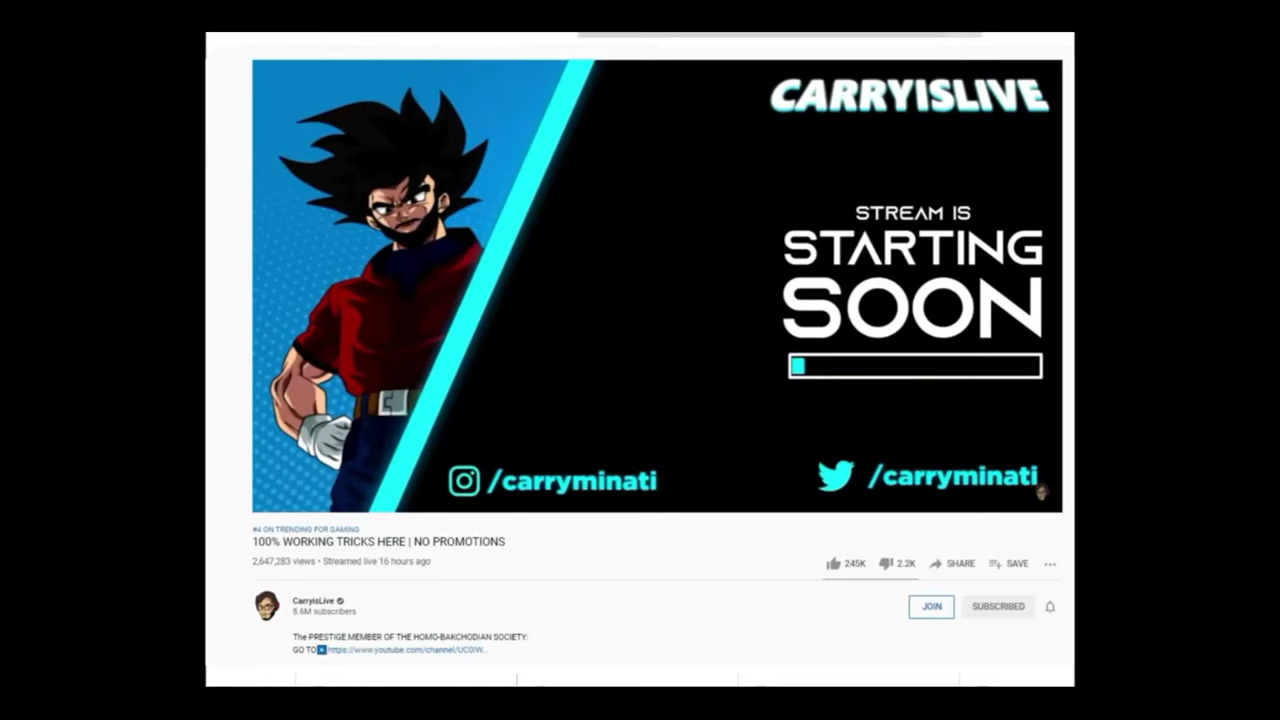 CARRYISLIVE
STREAM IS
STARTING
SOON
/carryminati
/carryminati
#4 ON TRENDING FOR GAMING
100% WORKING TRICKS HERE | NO PROMOTIONS
2,647,283 views • Streamed live 16 hours ago
245K 2.2K SHARE SAVE
CarryisLive
8.6M subscribers
JOIN SUBSCRIBED
The PRESTIGE MEMBER OF THE HOMO-BAKCHODIAN SOCIETY:
GO TO https://www.youtube.com/channel/UC0IW...